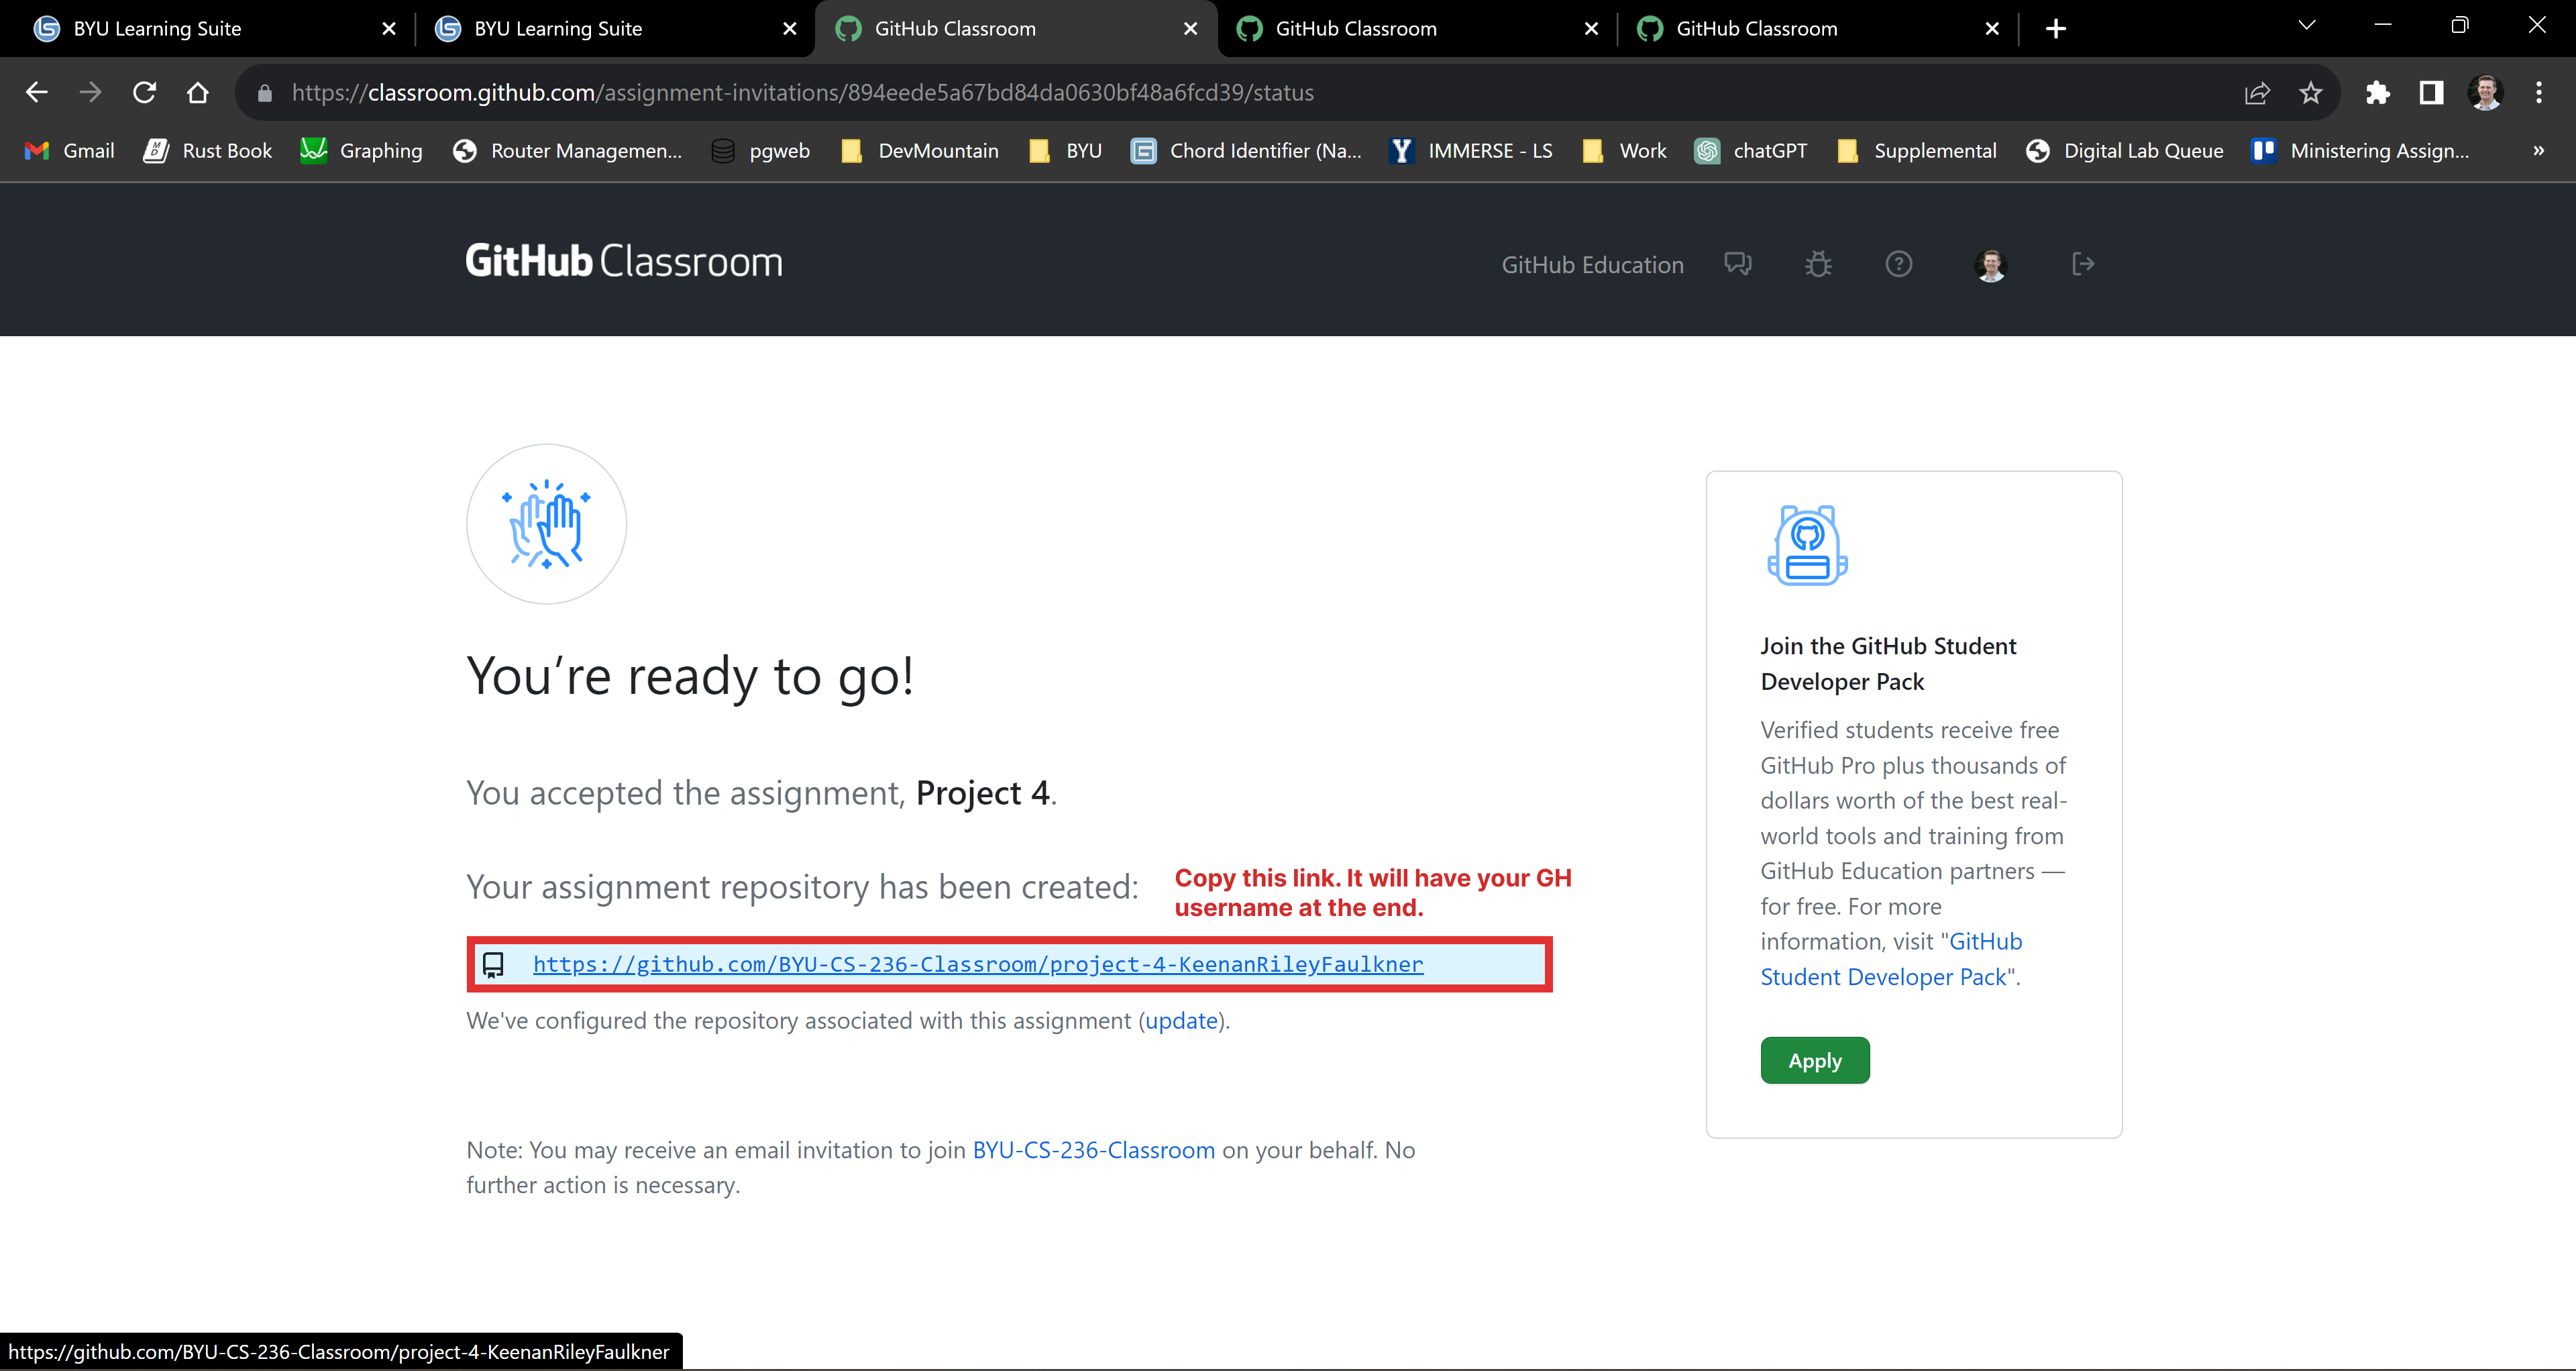 BYU Learning Suite
BYU Learning Suite
GitHub Classroom
GitHub Classroom
GitHub Classroom
https://classroom.github.com/assignment-invitations/894eede5a67bd84da0630bf48a6fcd39/status
Gmail
Rust Book
Graphing
Router Managemen...
pgweb
DevMountain
BYU
Chord Identifier (Na...
IMMERSE - LS
Work
chatGPT
Supplemental
Digital Lab Queue
Ministering Assign...
»
GitHub Classroom
GitHub Education
You’re ready to go!
You accepted the assignment, Project 4.
Your assignment repository has been created:
Copy this link. It will have your GH
username at the end.
https://github.com/BYU-CS-236-Classroom/project-4-KeenanRileyFaulkner
We've configured the repository associated with this assignment (update).
Note: You may receive an email invitation to join BYU-CS-236-Classroom on your behalf. No
further action is necessary.
Join the GitHub Student
Developer Pack
Verified students receive free
GitHub Pro plus thousands of
dollars worth of the best real-
world tools and training from
GitHub Education partners —
for free. For more
information, visit "GitHub
Student Developer Pack".
Apply
https://github.com/BYU-CS-236-Classroom/project-4-KeenanRileyFaulkner